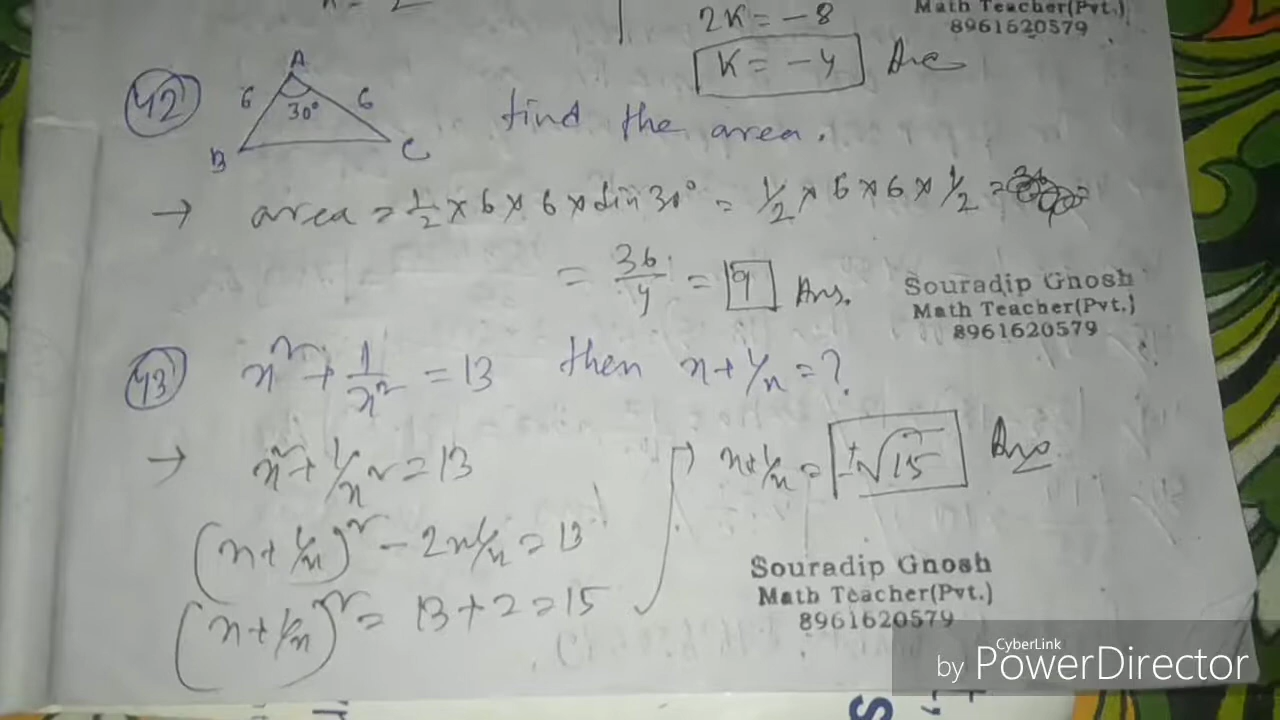 2K = -8
Math Teacher(Pvt.)
8961620579
K = -4 Ans
42
A
6 30° 6
B C
find the area.
→ area = 1/2 × 6 × 6 × sin 30° = 1/2 × 6 × 6 × 1/2 =
= 36/4 = 9 Ans.
Souradip Ghosh
Math Teacher(Pvt.)
8961620579
43
x² + 1/x² = 13 then x + 1/x = ?
→ x² + 1/x² = 13
(x + 1/x)² - 2x 1/x = 13
(x + 1/x)² = 13 + 2 = 15
→ x + 1/x = ±√15 Ans
Souradip Ghosh
Math Teacher(Pvt.)
8961620579
CyberLink
by PowerDirector
S